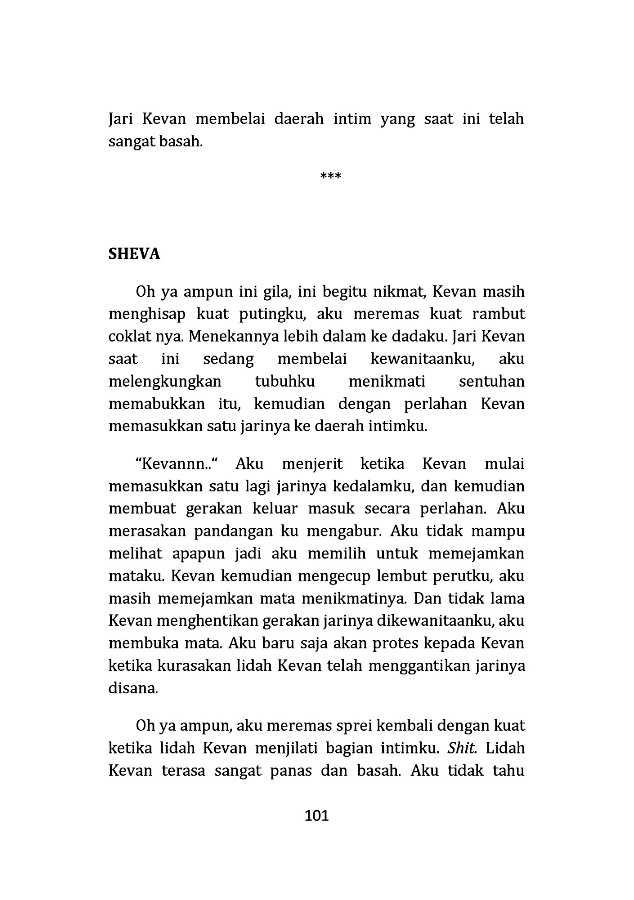 Jari Kevan membelai daerah intim yang saat ini telah
sangat basah.
***
SHEVA
Oh ya ampun ini gila, ini begitu nikmat, Kevan masih
menghisap kuat putingku, aku meremas kuat rambut
coklat nya. Menekannya lebih dalam ke dadaku. Jari Kevan
saat ini sedang membelai kewanitaanku, aku
melengkungkan tubuhku menikmati sentuhan
memabukkan itu, kemudian dengan perlahan Kevan
memasukkan satu jarinya ke daerah intimku.
“Kevannn..“ Aku menjerit ketika Kevan mulai
memasukkan satu lagi jarinya kedalamku, dan kemudian
membuat gerakan keluar masuk secara perlahan. Aku
merasakan pandangan ku mengabur. Aku tidak mampu
melihat apapun jadi aku memilih untuk memejamkan
mataku. Kevan kemudian mengecup lembut perutku, aku
masih memejamkan mata menikmatinya. Dan tidak lama
Kevan menghentikan gerakan jarinya dikewanitaanku, aku
membuka mata. Aku baru saja akan protes kepada Kevan
ketika kurasakan lidah Kevan telah menggantikan jarinya
disana.
Oh ya ampun, aku meremas sprei kembali dengan kuat
ketika lidah Kevan menjilati bagian intimku. Shit. Lidah
Kevan terasa sangat panas dan basah. Aku tidak tahu
101